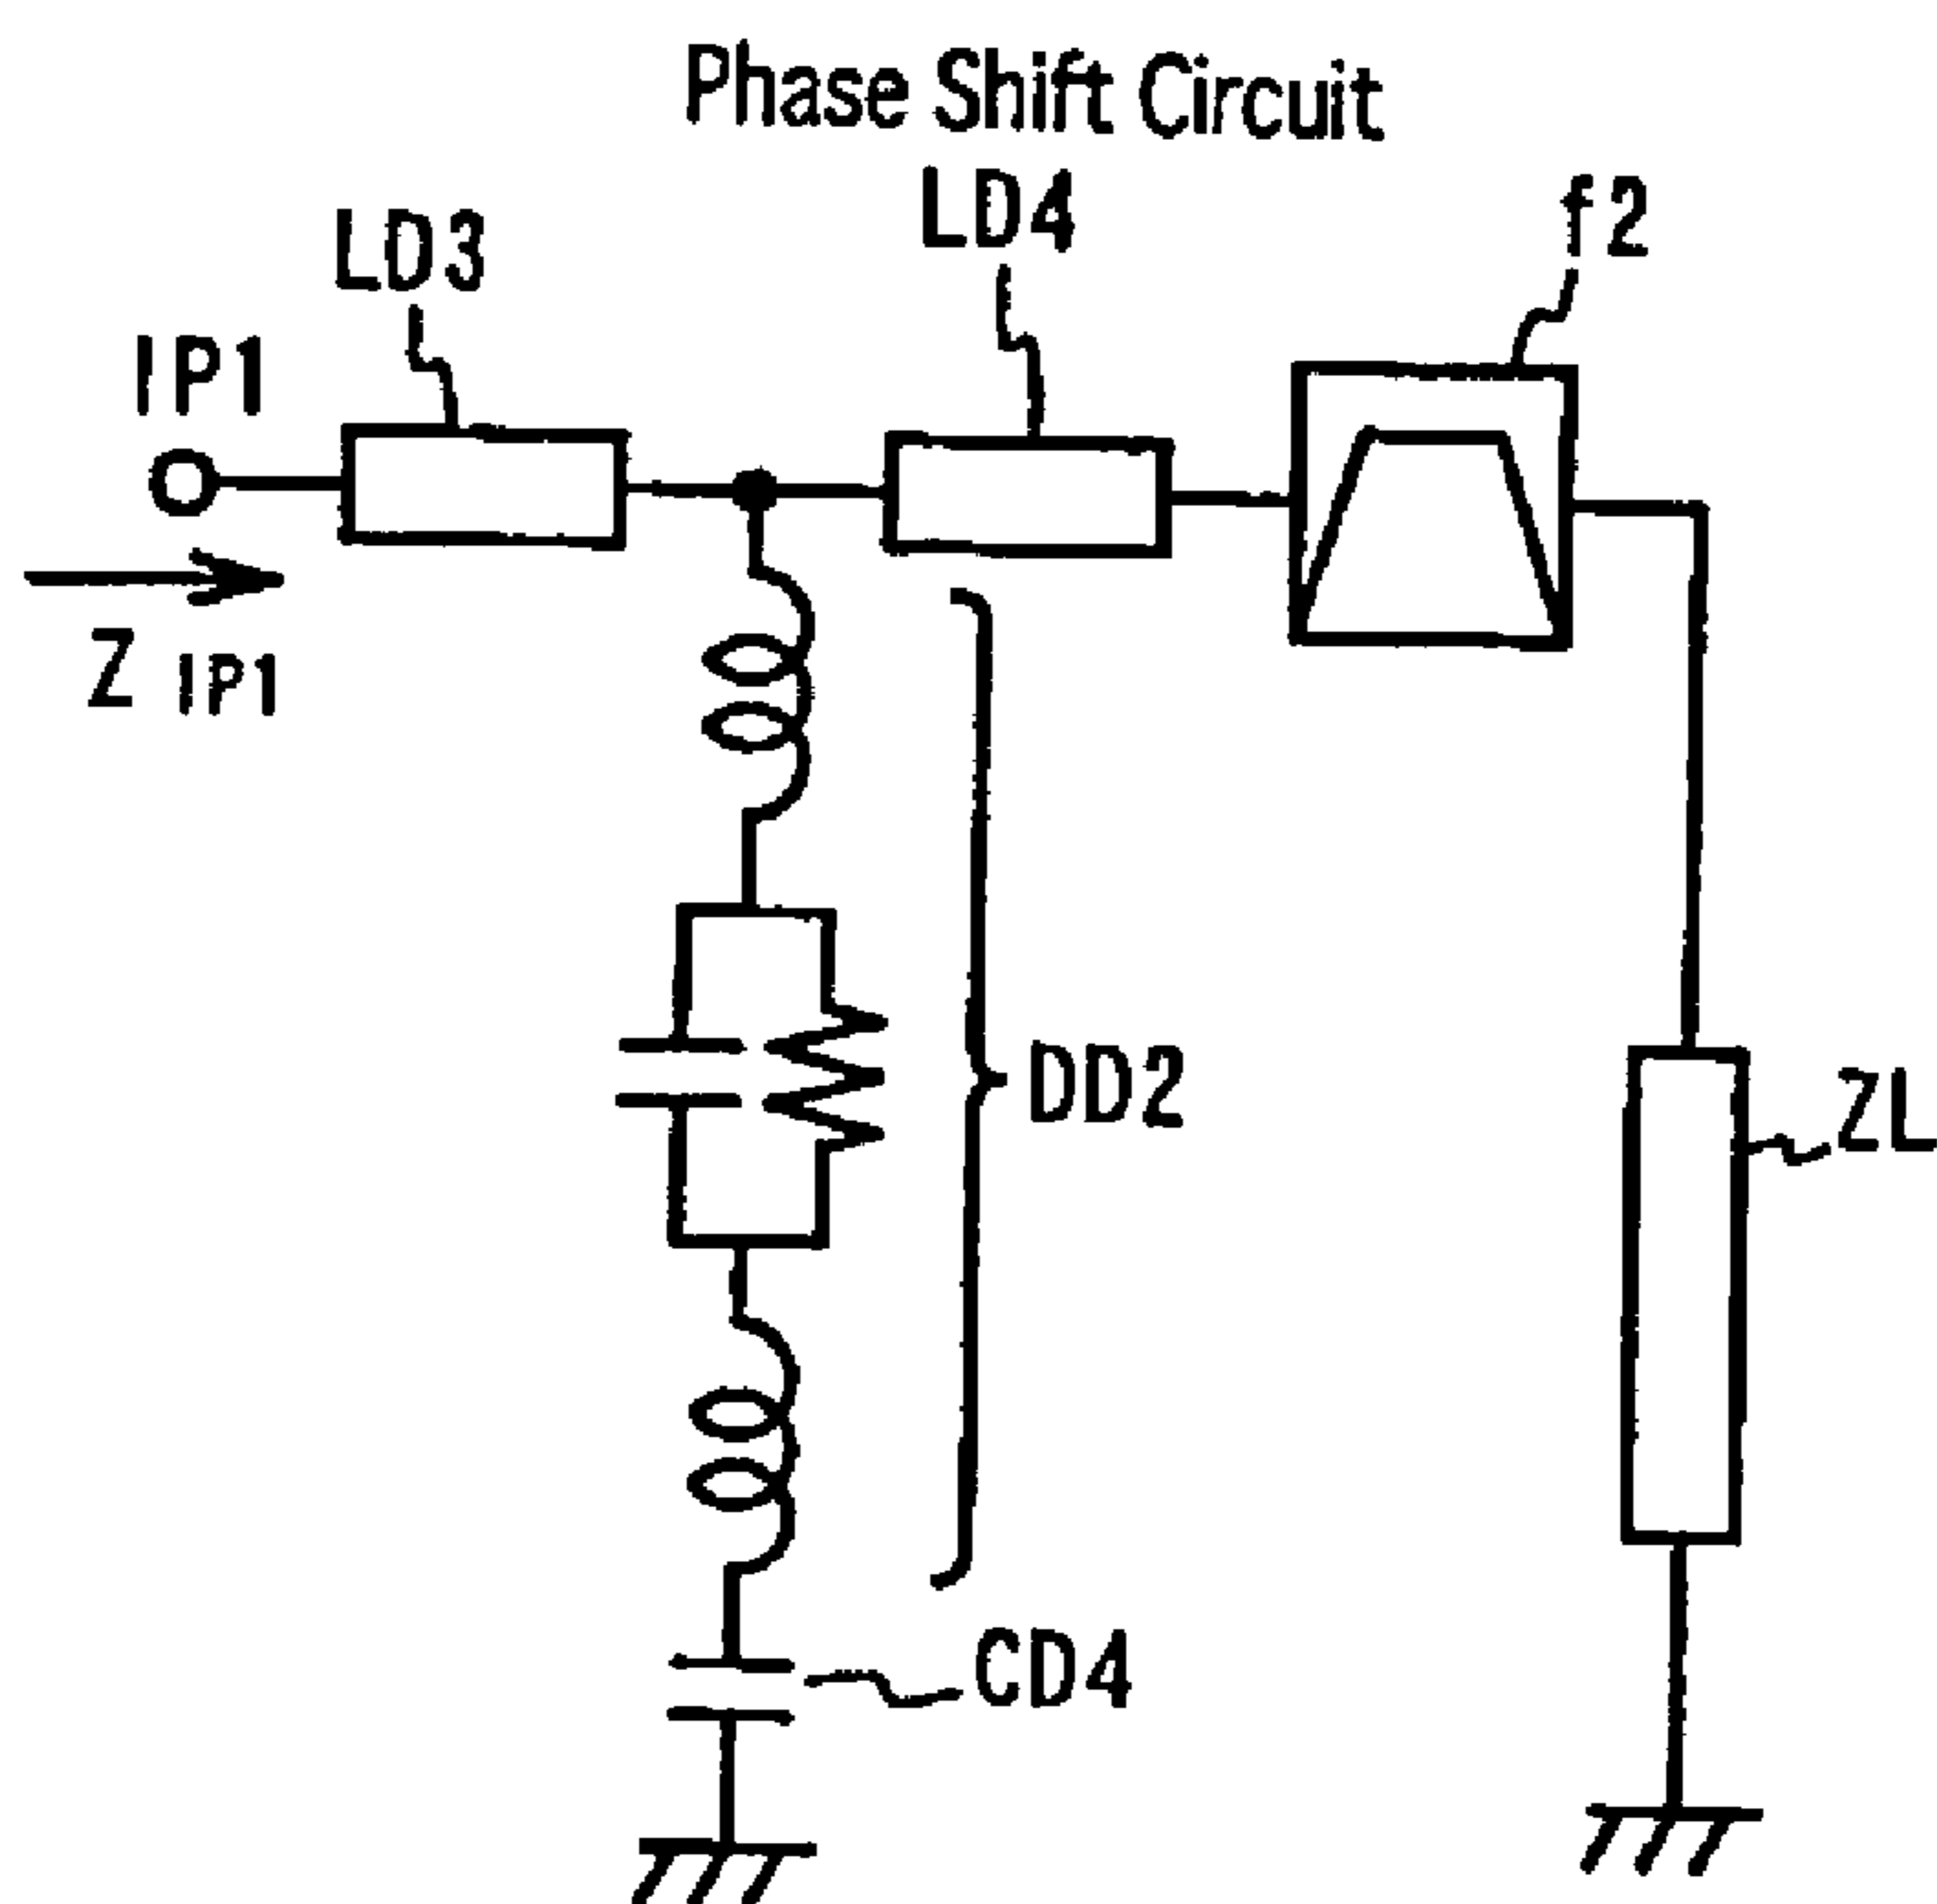 Phase Shift Circuit
LD4
f2
LD3
IP1
Z IP1
DD2
ZL
CD4